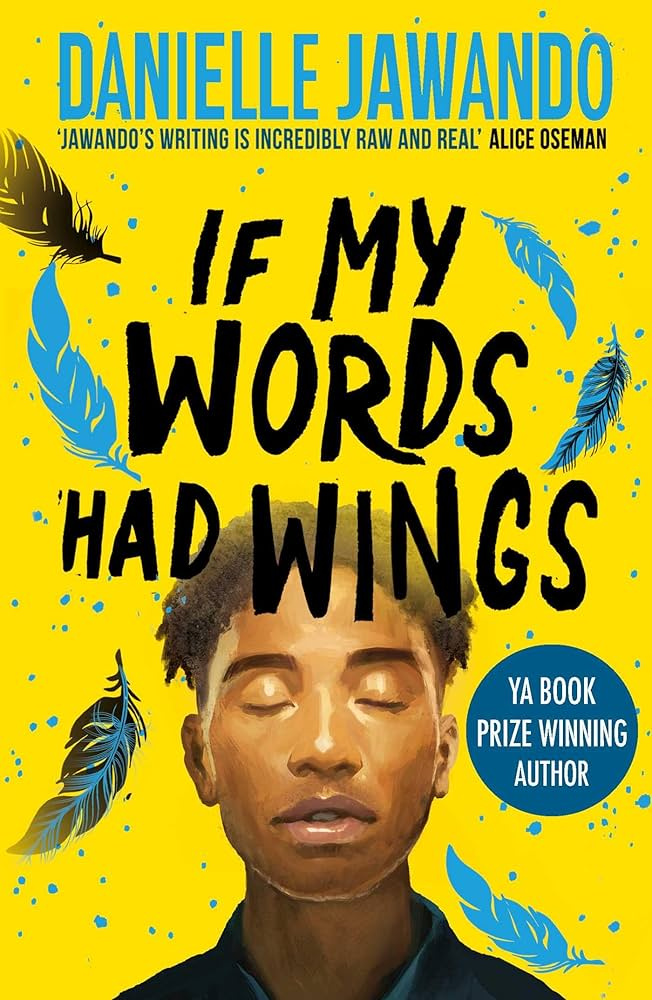 DANIELLE JAWANDO
‘JAWANDO’S WRITING IS INCREDIBLY RAW AND REAL’ ALICE OSEMAN
IF MY
WORDS
HAD WINGS
YA BOOK
PRIZE WINNING
AUTHOR